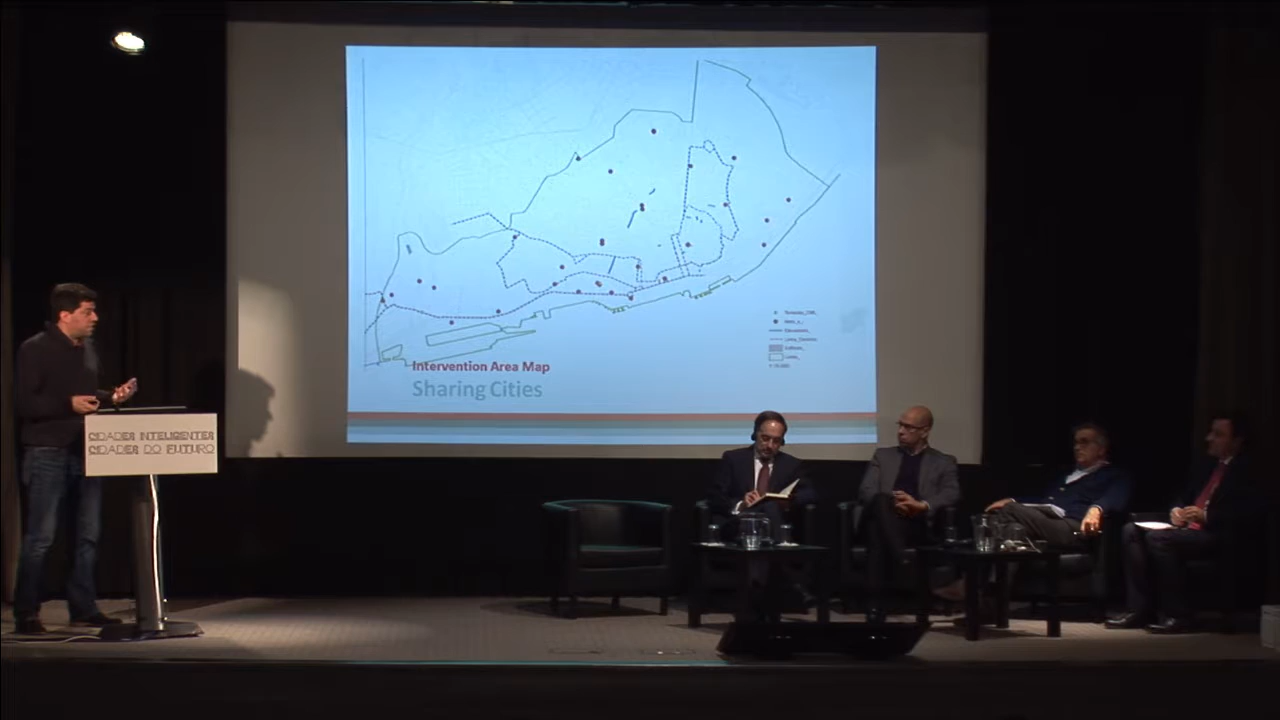 Intervention Area Map
Sharing Cities
CIDADES INTELIGENTES
CIDADES DO FUTURO